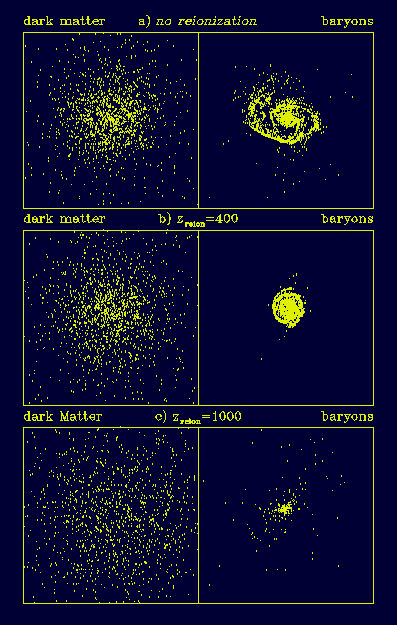 dark matter a) no reionization baryons
dark matter b) z_reion=400 baryons
dark Matter c) z_reion=1000 baryons